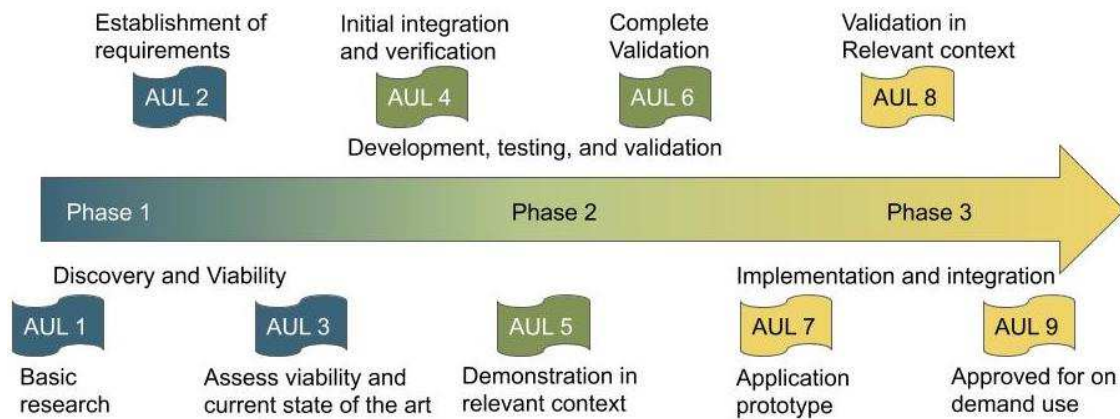 Establishment of
requirements
Initial integration
and verification
Complete
Validation
Validation in
Relevant context
AUL 2
AUL 4
AUL 6
AUL 8
Development, testing, and validation
Phase 1
Phase 2
Phase 3
Discovery and Viability
Implementation and integration
AUL 1
AUL 3
AUL 5
AUL 7
AUL 9
Basic
research
Assess viability and
current state of the art
Demonstration in
relevant context
Application
prototype
Approved for on
demand use